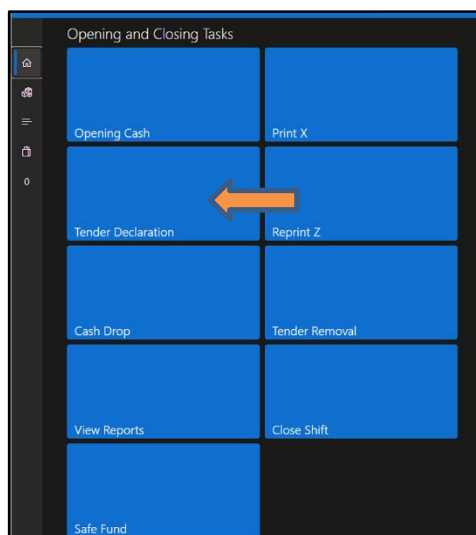 Opening and Closing Tasks
Opening Cash
Print X
Tender Declaration
Reprint Z
Cash Drop
Tender Removal
View Reports
Close Shift
Safe Fund
0